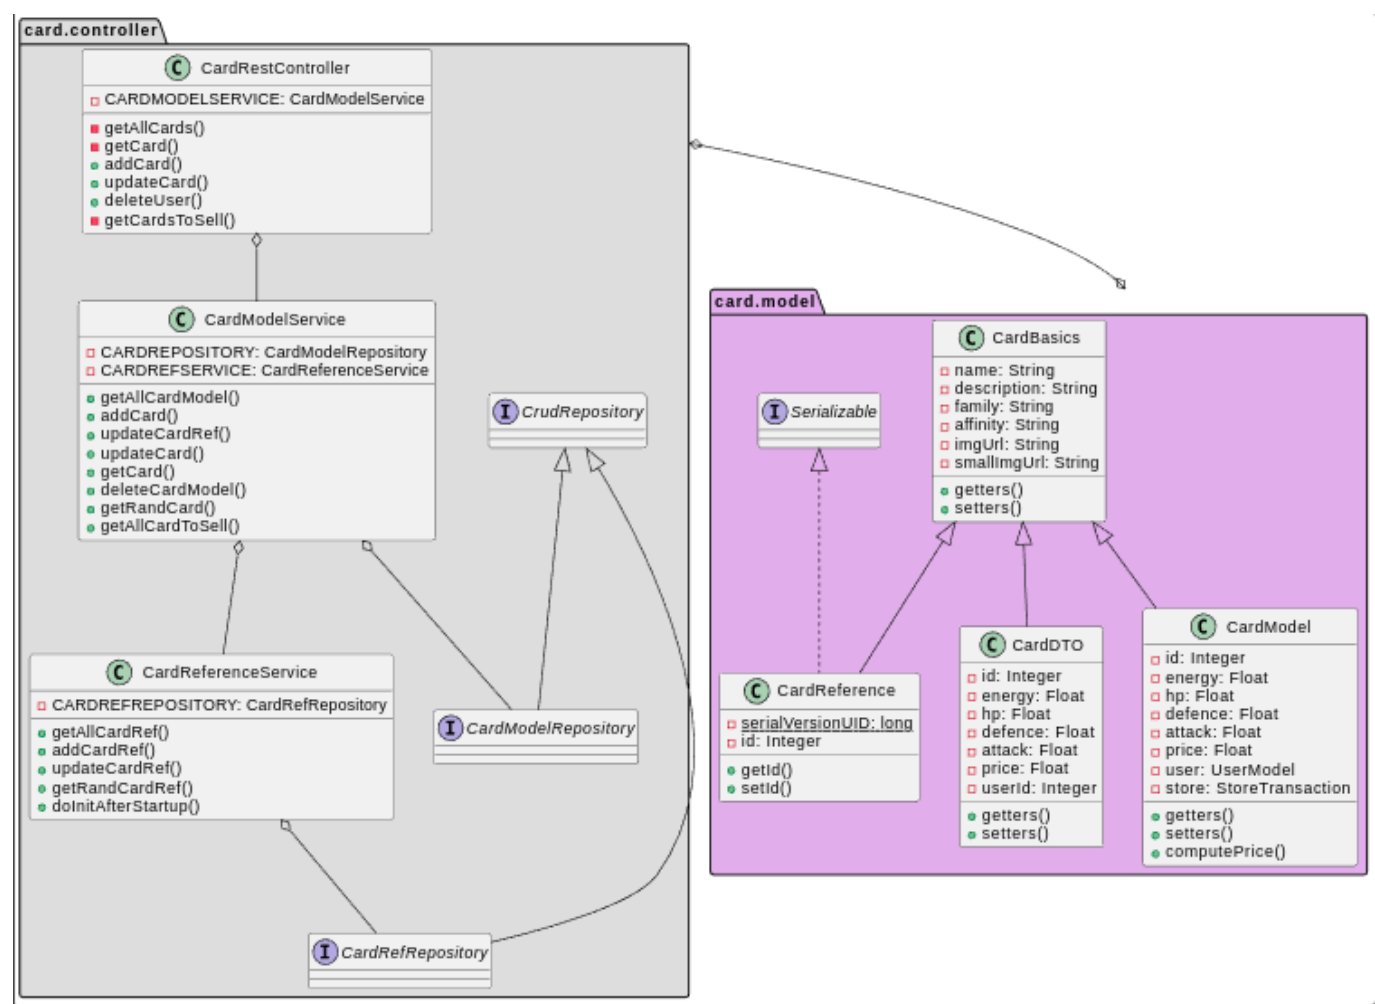 card.controller
C CardRestController
CARDMODELSERVICE: CardModelService
getAllCards()
getCard()
addCard()
updateCard()
deleteUser()
getCardsToSell()
C CardModelService
CARDREPOSITORY: CardModelRepository
CARDREFSERVICE: CardReferenceService
getAllCardModel()
addCard()
updateCardRef()
updateCard()
getCard()
deleteCardModel()
getRandCard()
getAllCardToSell()
I CrudRepository
C CardReferenceService
CARDREFREPOSITORY: CardRefRepository
getAllCardRef()
addCardRef()
updateCardRef()
getRandCardRef()
doInitAfterStartup()
I CardModelRepository
I CardRefRepository
card.model
C CardBasics
name: String
description: String
family: String
affinity: String
imgUrl: String
smallImgUrl: String
getters()
setters()
I Serializable
C CardReference
serialVersionUID: long
id: Integer
getId()
setId()
C CardDTO
id: Integer
energy: Float
hp: Float
defence: Float
attack: Float
price: Float
userId: Integer
getters()
setters()
C CardModel
id: Integer
energy: Float
hp: Float
defence: Float
attack: Float
price: Float
user: UserModel
store: StoreTransaction
getters()
setters()
computePrice()